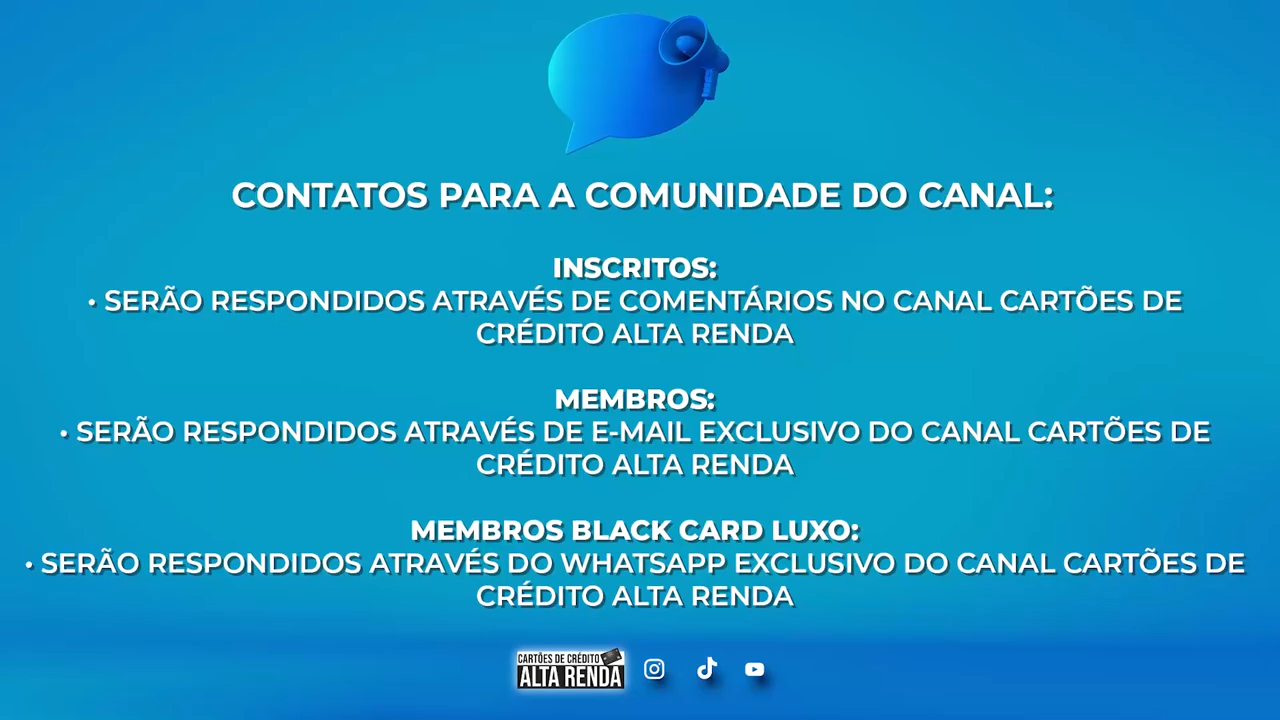 CONTATOS PARA A COMUNIDADE DO CANAL:
INSCRITOS:
• SERÃO RESPONDIDOS ATRAVÉS DE COMENTÁRIOS NO CANAL CARTÕES DE
CRÉDITO ALTA RENDA
MEMBROS:
• SERÃO RESPONDIDOS ATRAVÉS DE E-MAIL EXCLUSIVO DO CANAL CARTÕES DE
CRÉDITO ALTA RENDA
MEMBROS BLACK CARD LUXO:
• SERÃO RESPONDIDOS ATRAVÉS DO WHATSAPP EXCLUSIVO DO CANAL CARTÕES DE
CRÉDITO ALTA RENDA
CARTÕES DE CRÉDITO
ALTA RENDA